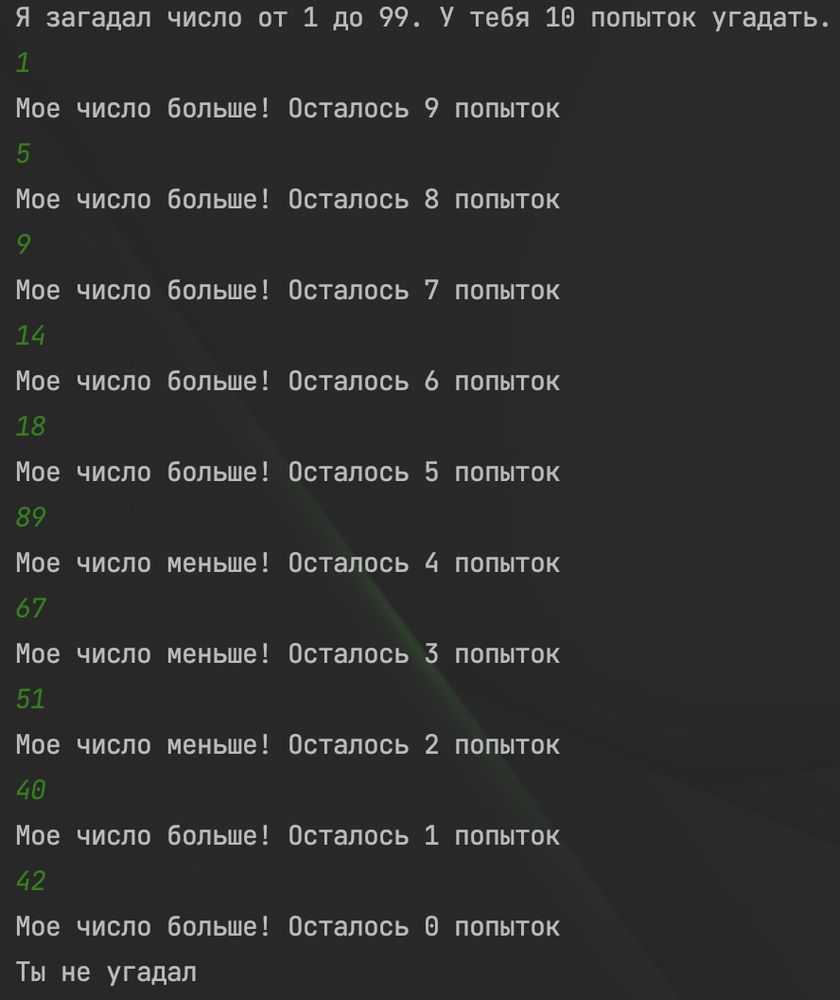 Я загадал число от 1 до 99. У тебя 10 попыток угадать.
1
Мое число больше! Осталось 9 попыток
5
Мое число больше! Осталось 8 попыток
9
Мое число больше! Осталось 7 попыток
14
Мое число больше! Осталось 6 попыток
18
Мое число больше! Осталось 5 попыток
89
Мое число меньше! Осталось 4 попыток
67
Мое число меньше! Осталось 3 попыток
51
Мое число меньше! Осталось 2 попыток
40
Мое число больше! Осталось 1 попыток
42
Мое число больше! Осталось 0 попыток
Ты не угадал